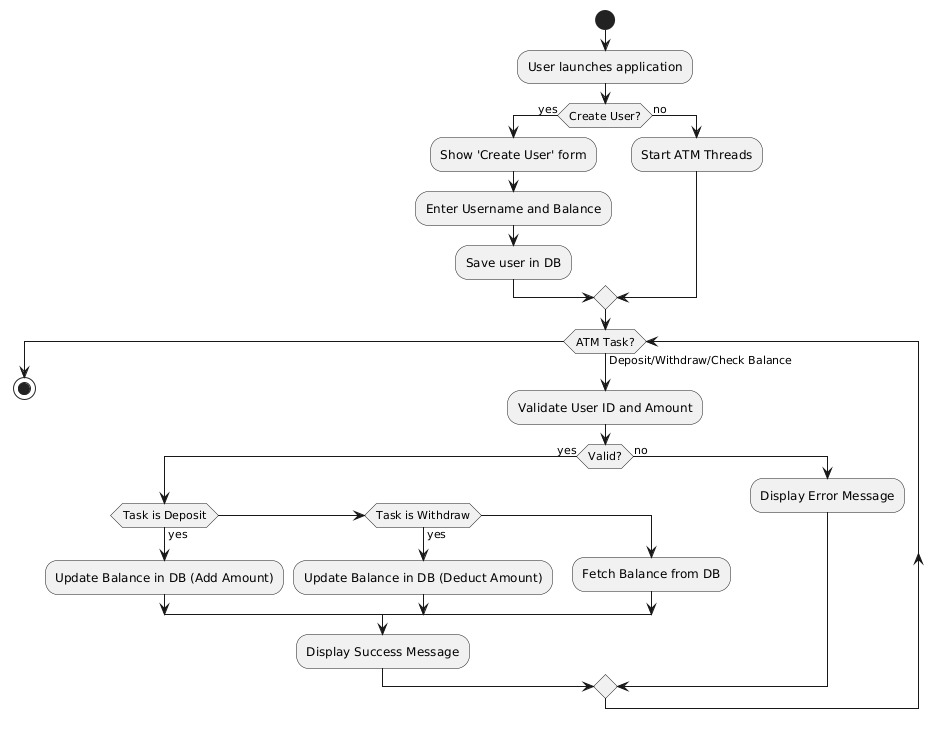 User launches application
yes
Create User?
no
Show 'Create User' form
Start ATM Threads
Enter Username and Balance
Save user in DB
ATM Task?
Deposit/Withdraw/Check Balance
Validate User ID and Amount
yes
Valid?
no
Display Error Message
Task is Deposit
Task is Withdraw
yes
yes
Update Balance in DB (Add Amount)
Update Balance in DB (Deduct Amount)
Fetch Balance from DB
Display Success Message